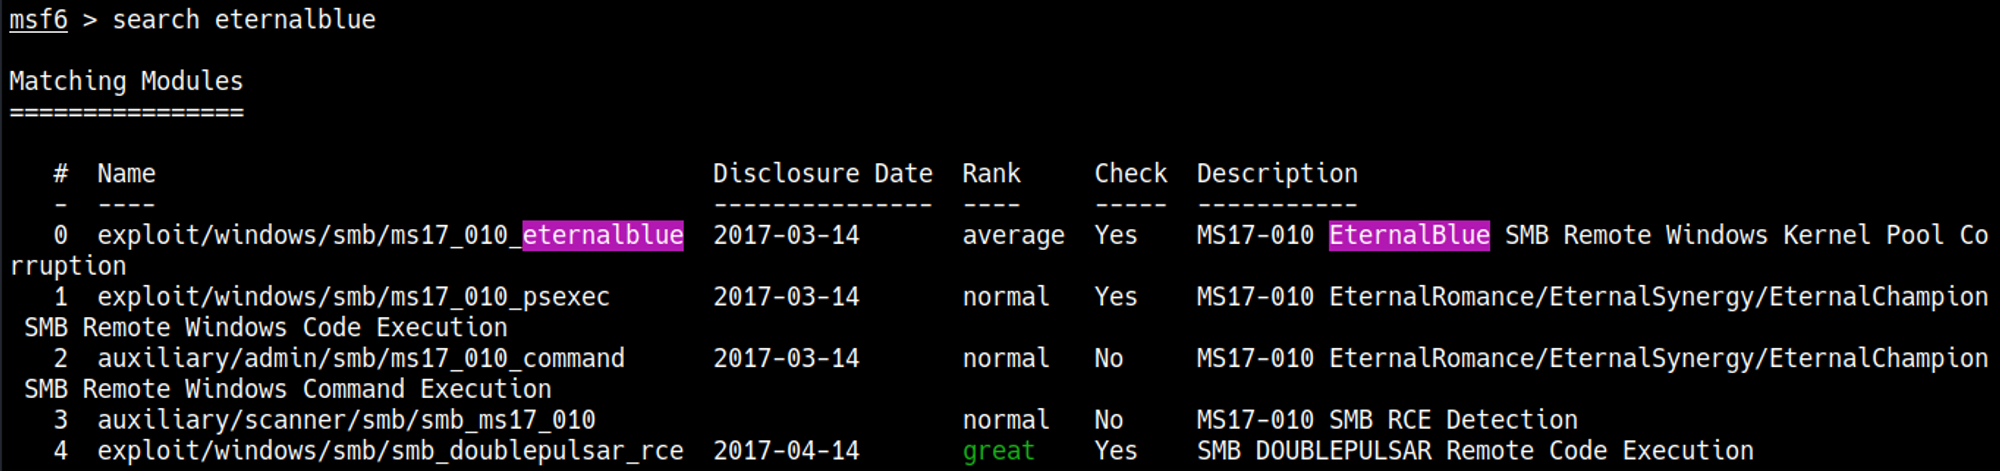 msf6 > search eternalblue
Matching Modules
================
#  Name                                      Disclosure Date  Rank     Check  Description
-  ----                                      ---------------  ----     -----  -----------
0  exploit/windows/smb/ms17_010_eternalblue  2017-03-14       average  Yes    MS17-010 EternalBlue SMB Remote Windows Kernel Pool Co
rruption
1  exploit/windows/smb/ms17_010_psexec       2017-03-14       normal   Yes    MS17-010 EternalRomance/EternalSynergy/EternalChampion
SMB Remote Windows Code Execution
2  auxiliary/admin/smb/ms17_010_command      2017-03-14       normal   No     MS17-010 EternalRomance/EternalSynergy/EternalChampion
SMB Remote Windows Command Execution
3  auxiliary/scanner/smb/smb_ms17_010                         normal   No     MS17-010 SMB RCE Detection
4  exploit/windows/smb/smb_doublepulsar_rce  2017-04-14       great    Yes    SMB DOUBLEPULSAR Remote Code Execution